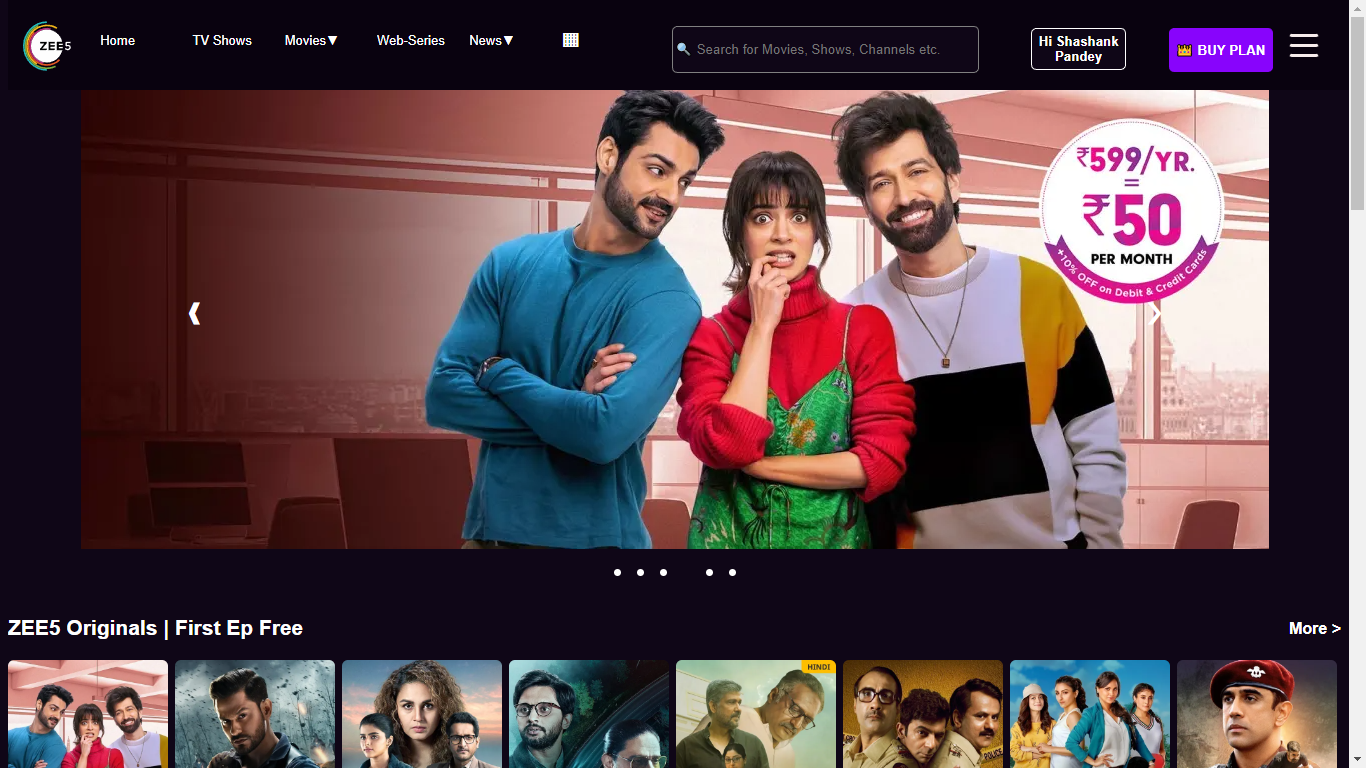 ZEE5
Home
TV Shows
Movies▼
Web-Series
News▼
Search for Movies, Shows, Channels etc.
Hi Shashank
Pandey
BUY PLAN
₹599/YR.
=
₹50
PER MONTH
+10% OFF on Debit & Credit Cards
ZEE5 Originals | First Ep Free
More >
HINDI
POLICE